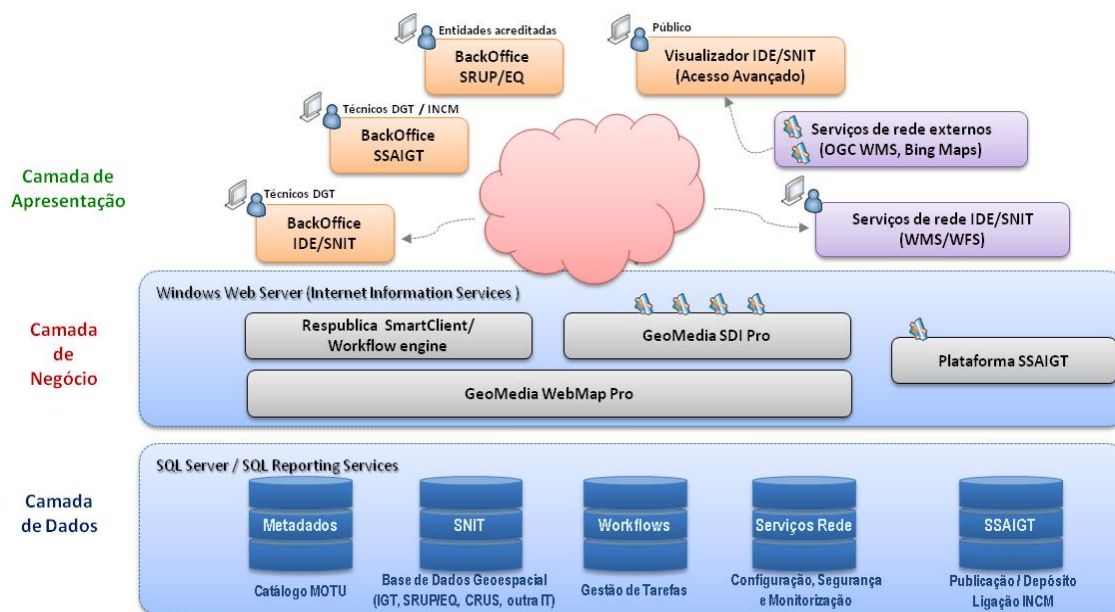 Entidades acreditadas
BackOffice
SRUP/EQ
Público
Visualizador IDE/SNIT
(Acesso Avançado)
Técnicos DGT / INCM
BackOffice
SSAIGT
Serviços de rede externos
(OGC WMS, Bing Maps)
Camada de
Apresentação
Técnicos DGT
BackOffice
IDE/SNIT
Serviços de rede IDE/SNIT
(WMS/WFS)
Windows Web Server (Internet Information Services )
Camada
de
Negócio
Respublica SmartClient/
Workflow engine
GeoMedia SDI Pro
Plataforma SSAIGT
GeoMedia WebMap Pro
SQL Server / SQL Reporting Services
Camada
de Dados
Metadados
SNIT
Workflows
Serviços Rede
SSAIGT
Catálogo MOTU
Base de Dados Geoespacial
(IGT, SRUP/EQ, CRUS, outra IT)
Gestão de Tarefas
Configuração, Segurança
e Monitorização
Publicação / Depósito
Ligação INCM